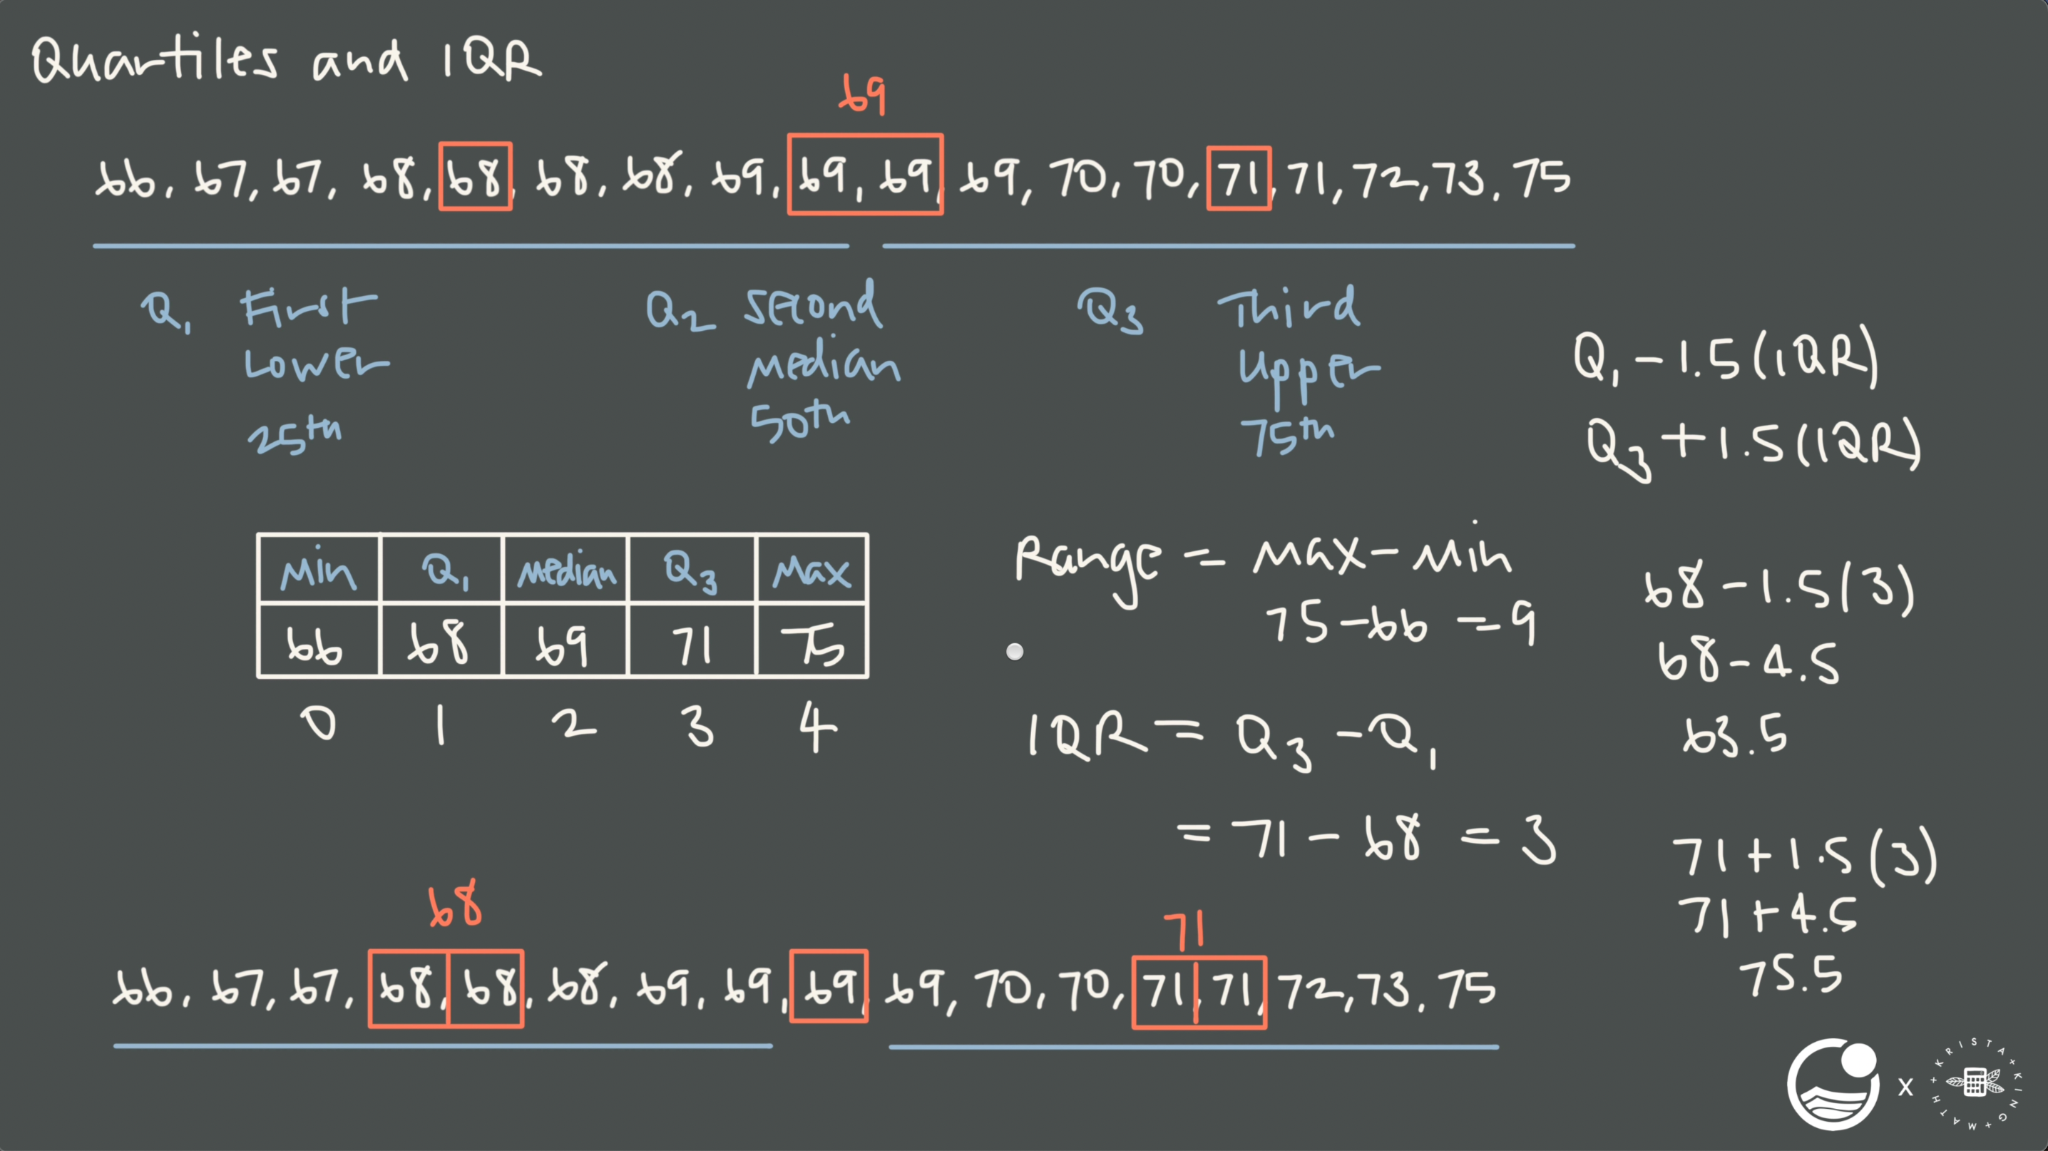 Quartiles and IQR
69
66, 67, 67, 68, 68, 68, 68, 69, 69, 69, 69, 70, 70, 71, 71, 72, 73, 75
Q1 First
Lower
25th
Q2 Second
Median
50th
Q3 Third
Upper
75th
Q1 - 1.5(IQR)
Q3 + 1.5(IQR)
Min Q1 Median Q3 Max
66 68 69 71 75
0 1 2 3 4
Range = Max - Min
75 - 66 = 9
IQR = Q3 - Q1
= 71 - 68 = 3
68 - 1.5(3)
68 - 4.5
63.5
71 + 1.5(3)
71 + 4.5
75.5
68
71
66, 67, 67, 68, 68, 68, 69, 69, 69, 69, 70, 70, 71, 71, 72, 73, 75
x
KRISTA + KING + MATH +